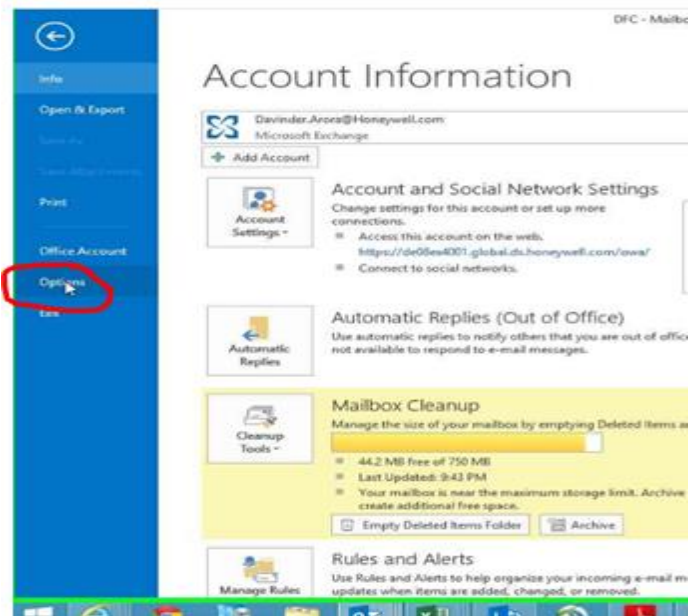 DFC - Mailbo
Info
Account Information
Open & Export
Davinder.Arora@Honeywell.com
Microsoft Exchange
Save As
Add Account
Save Attachments
Print
Account Settings
Account and Social Network Settings
Change settings for this account or set up more
connections.
Access this account on the web.
https://de08ev4001.global.ds.honeywell.com/owa/
Connect to social networks.
Office Account
Options
Exit
Automatic Replies
Automatic Replies (Out of Office)
Use automatic replies to notify others that you are out of office
not available to respond to e-mail messages.
Cleanup Tools
Mailbox Cleanup
Manage the size of your mailbox by emptying Deleted Items a
44.2 MB free of 750 MB
Last Updated: 9:43 PM
Your mailbox is near the maximum storage limit. Archive
create additional free space.
Empty Deleted Items Folder
Archive
Manage Rules
Rules and Alerts
Use Rules and Alerts to help organize your incoming e-mail m
updates when items are added, changed, or removed.